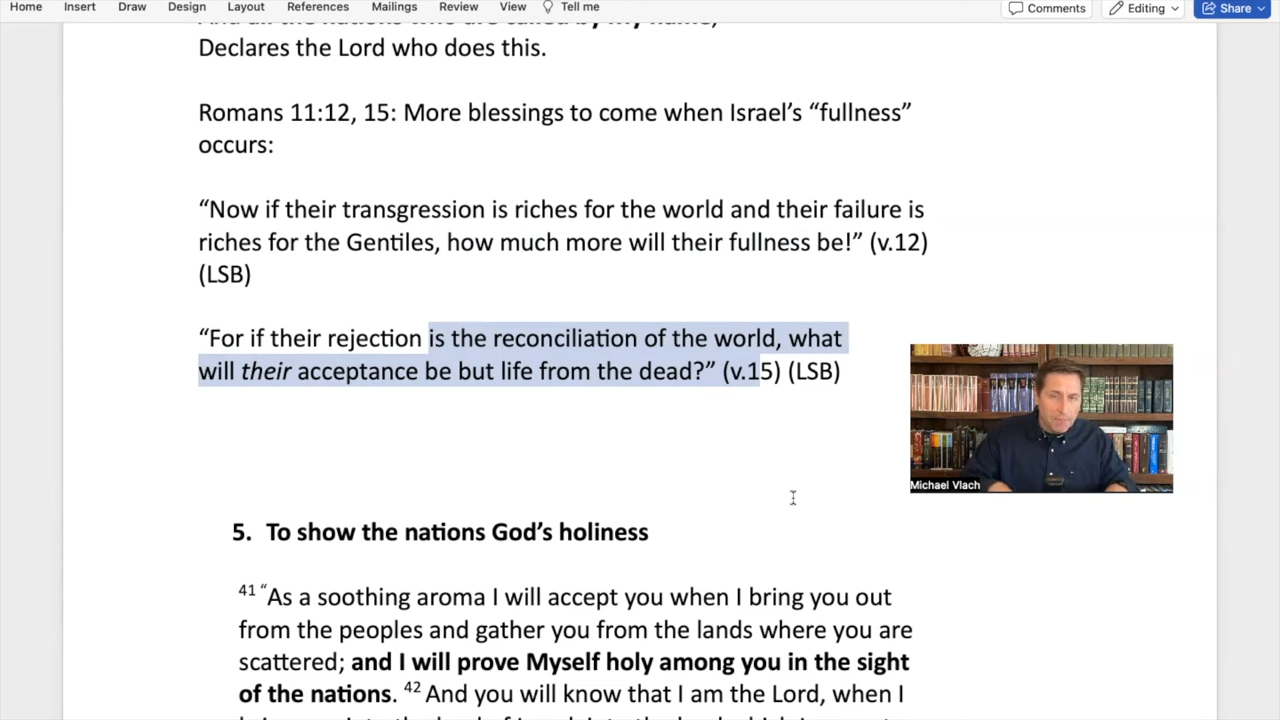 Home Insert Draw Design Layout References Mailings Review View Tell me Comments Editing Share
Declares the Lord who does this.
Romans 11:12, 15: More blessings to come when Israel’s “fullness”
occurs:
“Now if their transgression is riches for the world and their failure is
riches for the Gentiles, how much more will their fullness be!” (v.12)
(LSB)
“For if their rejection is the reconciliation of the world, what
will their acceptance be but life from the dead?” (v.15) (LSB)
Michael Vlach
5. To show the nations God’s holiness
41 “As a soothing aroma I will accept you when I bring you out
from the peoples and gather you from the lands where you are
scattered; and I will prove Myself holy among you in the sight
of the nations. 42 And you will know that I am the Lord, when I